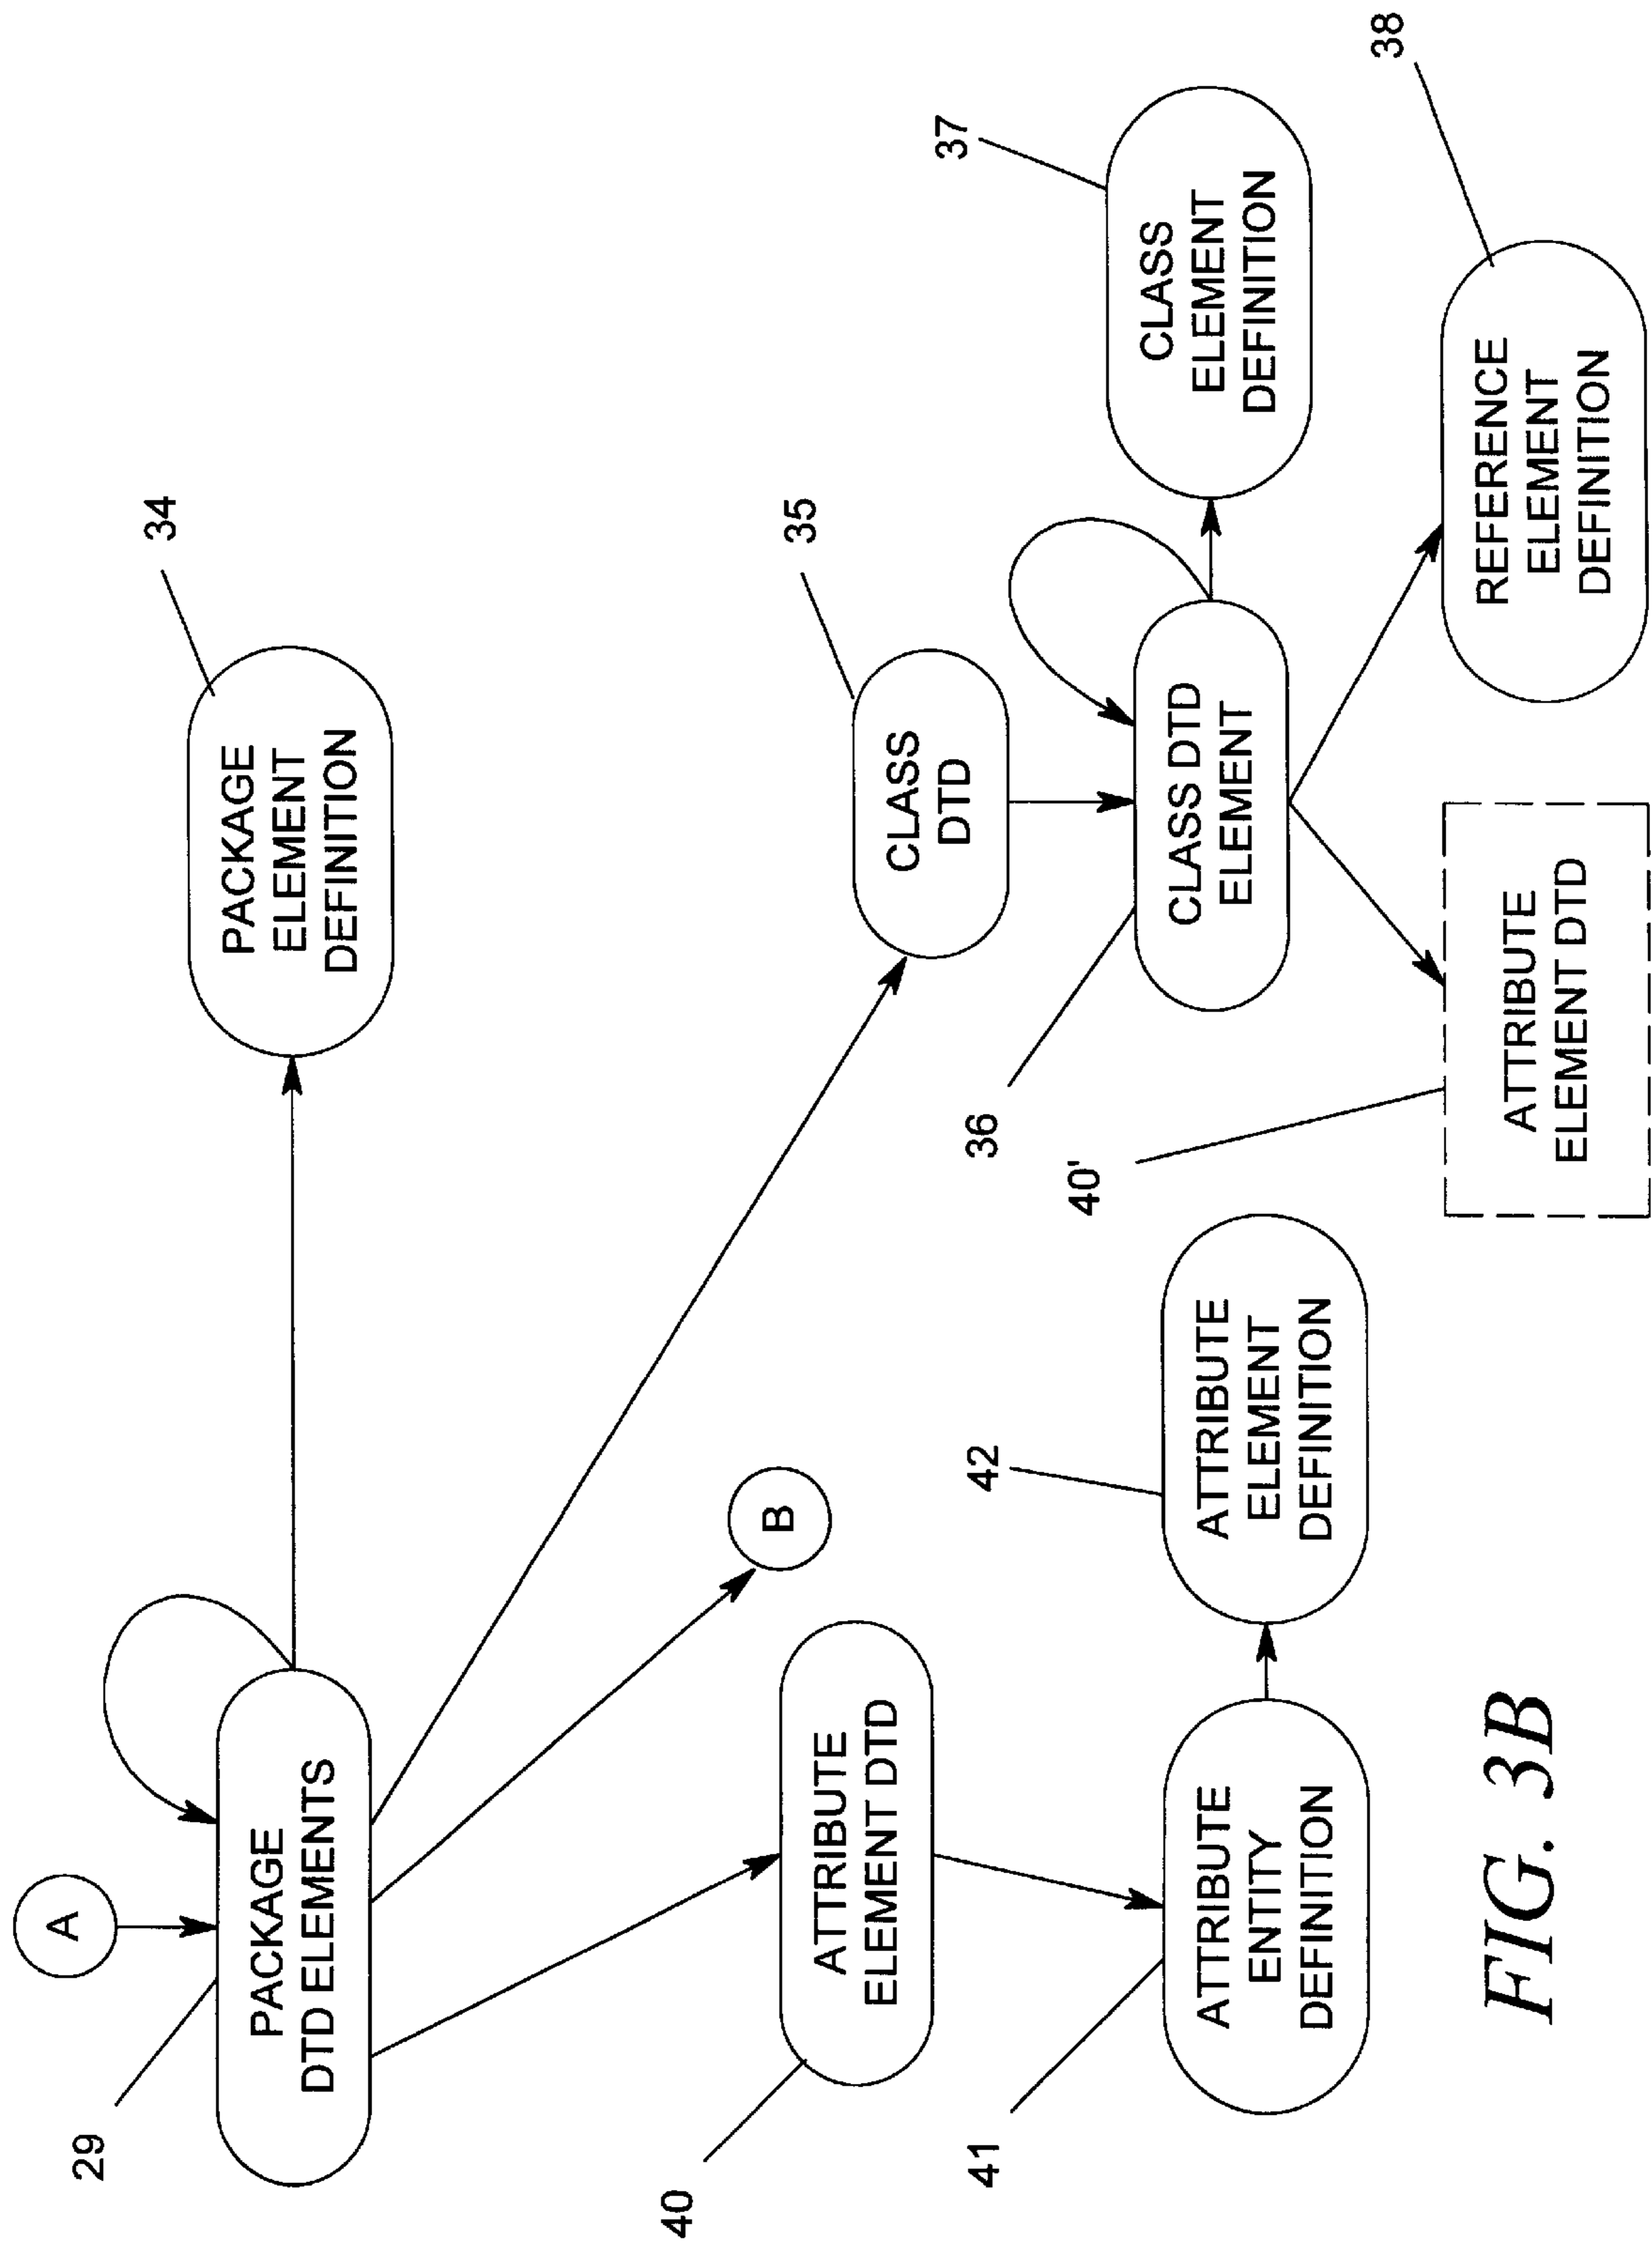 A
29
PACKAGE
DTD ELEMENTS
34
PACKAGE
ELEMENT
DEFINITION
B
40
ATTRIBUTE
ELEMENT DTD
35
CLASS
DTD
41
ATTRIBUTE
ENTITY
DEFINITION
42
ATTRIBUTE
ELEMENT
DEFINITION
36
CLASS DTD
ELEMENT
37
CLASS
ELEMENT
DEFINITION
40'
ATTRIBUTE
ELEMENT DTD
38
REFERENCE
ELEMENT
DEFINITION
FIG. 3B